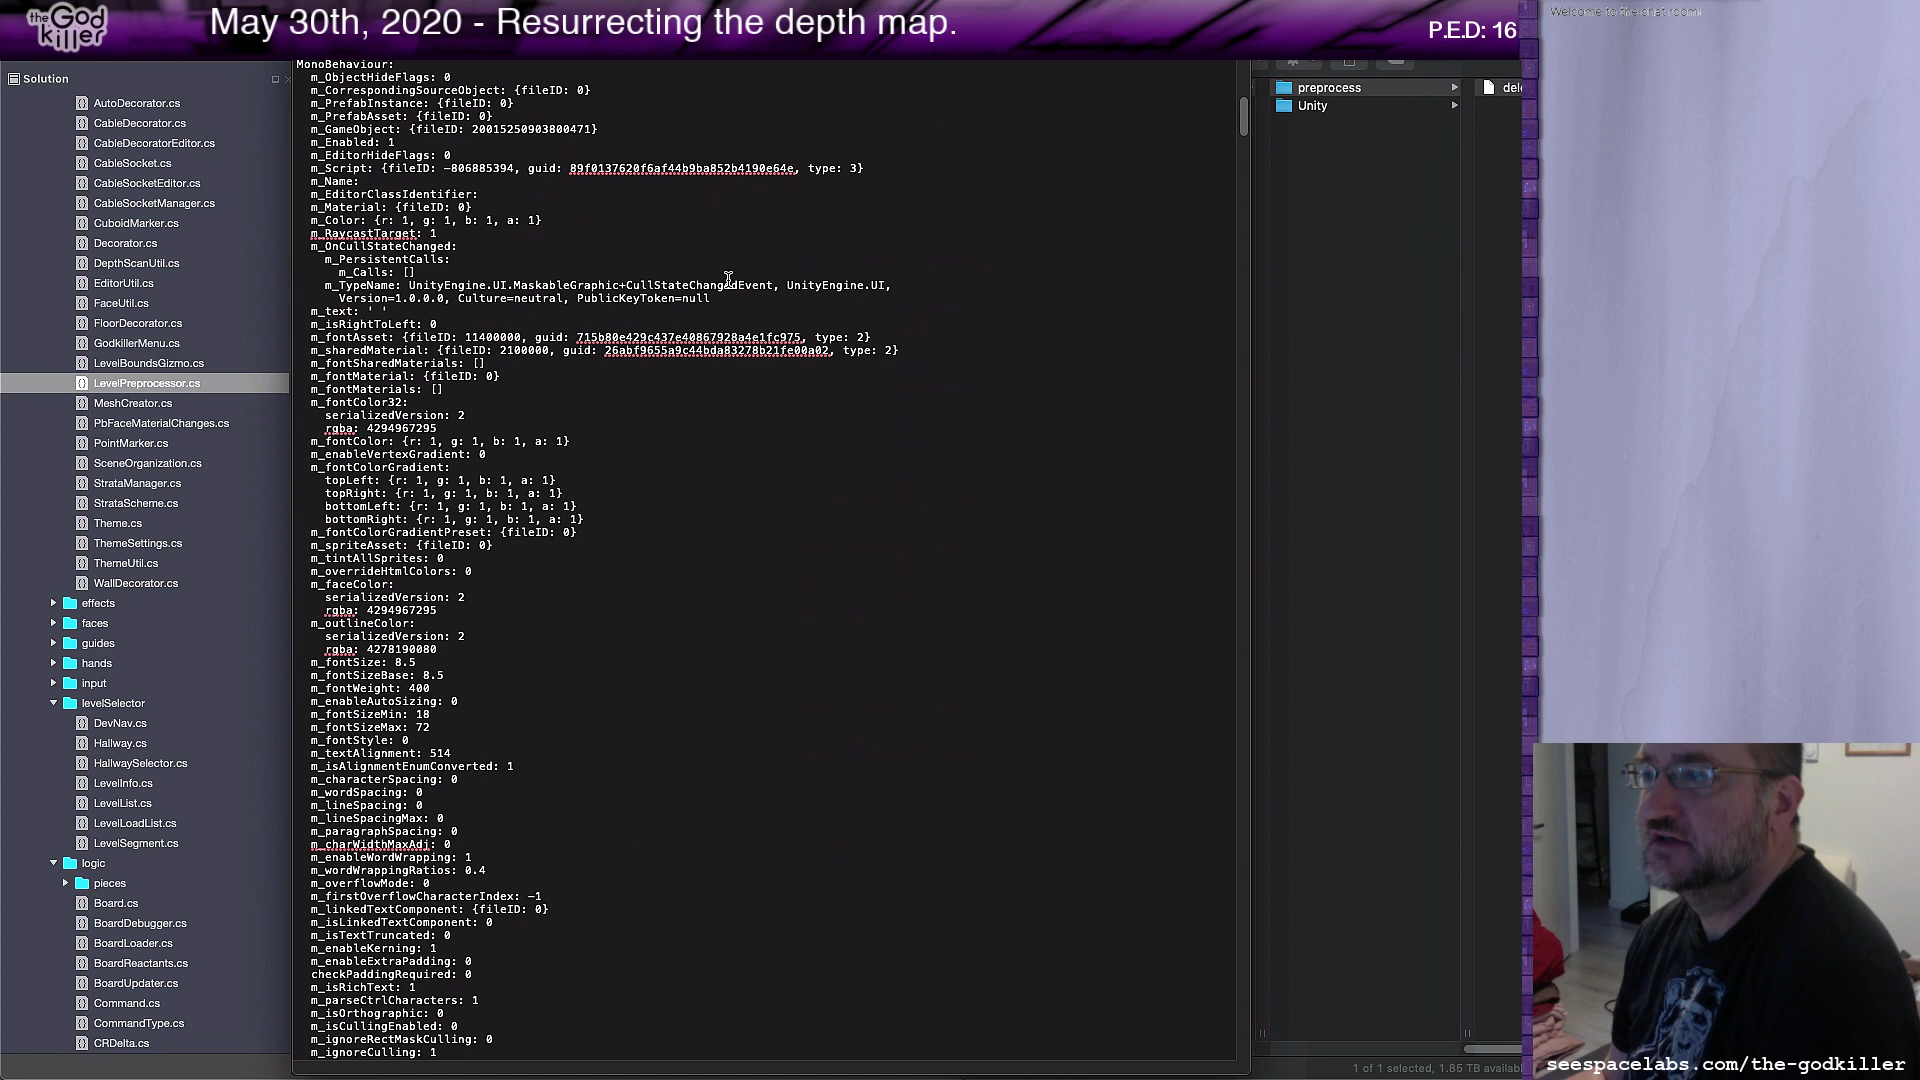 the God killer
May 30th, 2020 - Resurrecting the depth map.
P.E.D: 16
Welcome to the chat room!
Solution
AutoDecorator.cs
CableDecorator.cs
CableDecoratorEditor.cs
CableSocket.cs
CableSocketEditor.cs
CableSocketManager.cs
CuboidMarker.cs
Decorator.cs
DepthScanUtil.cs
EditorUtil.cs
FaceUtil.cs
FloorDecorator.cs
GodkillerMenu.cs
LevelBoundsGizmo.cs
LevelPreprocessor.cs
MeshCreator.cs
PbFaceMaterialChanges.cs
PointMarker.cs
SceneOrganization.cs
StrataManager.cs
StrataScheme.cs
Theme.cs
ThemeSettings.cs
ThemeUtil.cs
WallDecorator.cs
effects
faces
guides
hands
input
levelSelector
DevNav.cs
Hallway.cs
HallwaySelector.cs
LevelInfo.cs
LevelList.cs
LevelLoadList.cs
LevelSegment.cs
logic
pieces
Board.cs
BoardDebugger.cs
BoardLoader.cs
BoardReactants.cs
BoardUpdater.cs
Command.cs
CommandType.cs
CRDelta.cs
MonoBehaviour:
m_ObjectHideFlags: 0
m_CorrespondingSourceObject: {fileID: 0}
m_PrefabInstance: {fileID: 0}
m_PrefabAsset: {fileID: 0}
m_GameObject: {fileID: 20015250903800471}
m_Enabled: 1
m_EditorHideFlags: 0
m_Script: {fileID: -806885394, guid: 89f0137620f6af44b9ba852b4190e64e, type: 3}
m_Name:
m_EditorClassIdentifier:
m_Material: {fileID: 0}
m_Color: {r: 1, g: 1, b: 1, a: 1}
m_RaycastTarget: 1
m_OnCullStateChanged:
m_PersistentCalls:
m_Calls: []
m_TypeName: UnityEngine.UI.MaskableGraphic+CullStateChangedEvent, UnityEngine.UI,
Version=1.0.0.0, Culture=neutral, PublicKeyToken=null
m_text: ' '
m_isRightToLeft: 0
m_fontAsset: {fileID: 11400000, guid: 715b80e429c437e40867928a4e1fc975, type: 2}
m_sharedMaterial: {fileID: 2100000, guid: 26abf9655a9c44bda83278b21fe00a02, type: 2}
m_fontSharedMaterials: []
m_fontMaterial: {fileID: 0}
m_fontMaterials: []
m_fontColor32:
serializedVersion: 2
rgba: 4294967295
m_fontColor: {r: 1, g: 1, b: 1, a: 1}
m_enableVertexGradient: 0
m_fontColorGradient:
topLeft: {r: 1, g: 1, b: 1, a: 1}
topRight: {r: 1, g: 1, b: 1, a: 1}
bottomLeft: {r: 1, g: 1, b: 1, a: 1}
bottomRight: {r: 1, g: 1, b: 1, a: 1}
m_fontColorGradientPreset: {fileID: 0}
m_spriteAsset: {fileID: 0}
m_tintAllSprites: 0
m_overrideHtmlColors: 0
m_faceColor:
serializedVersion: 2
rgba: 4294967295
m_outlineColor:
serializedVersion: 2
rgba: 4278190080
m_fontSize: 8.5
m_fontSizeBase: 8.5
m_fontWeight: 400
m_enableAutoSizing: 0
m_fontSizeMin: 18
m_fontSizeMax: 72
m_fontStyle: 0
m_textAlignment: 514
m_isAlignmentEnumConverted: 1
m_characterSpacing: 0
m_wordSpacing: 0
m_lineSpacing: 0
m_lineSpacingMax: 0
m_paragraphSpacing: 0
m_charWidthMaxAdj: 0
m_enableWordWrapping: 1
m_wordWrappingRatios: 0.4
m_overflowMode: 0
m_firstOverflowCharacterIndex: -1
m_linkedTextComponent: {fileID: 0}
m_isLinkedTextComponent: 0
m_isTextTruncated: 0
m_enableKerning: 1
m_enableExtraPadding: 0
checkPaddingRequired: 0
m_isRichText: 1
m_parseCtrlCharacters: 1
m_isOrthographic: 0
m_isCullingEnabled: 0
m_ignoreRectMaskCulling: 0
m_ignoreCulling: 1
preprocess
Unity
dele
1 of 1 selected, 1.85 TB availabl
seespacelabs.com/the-godkiller